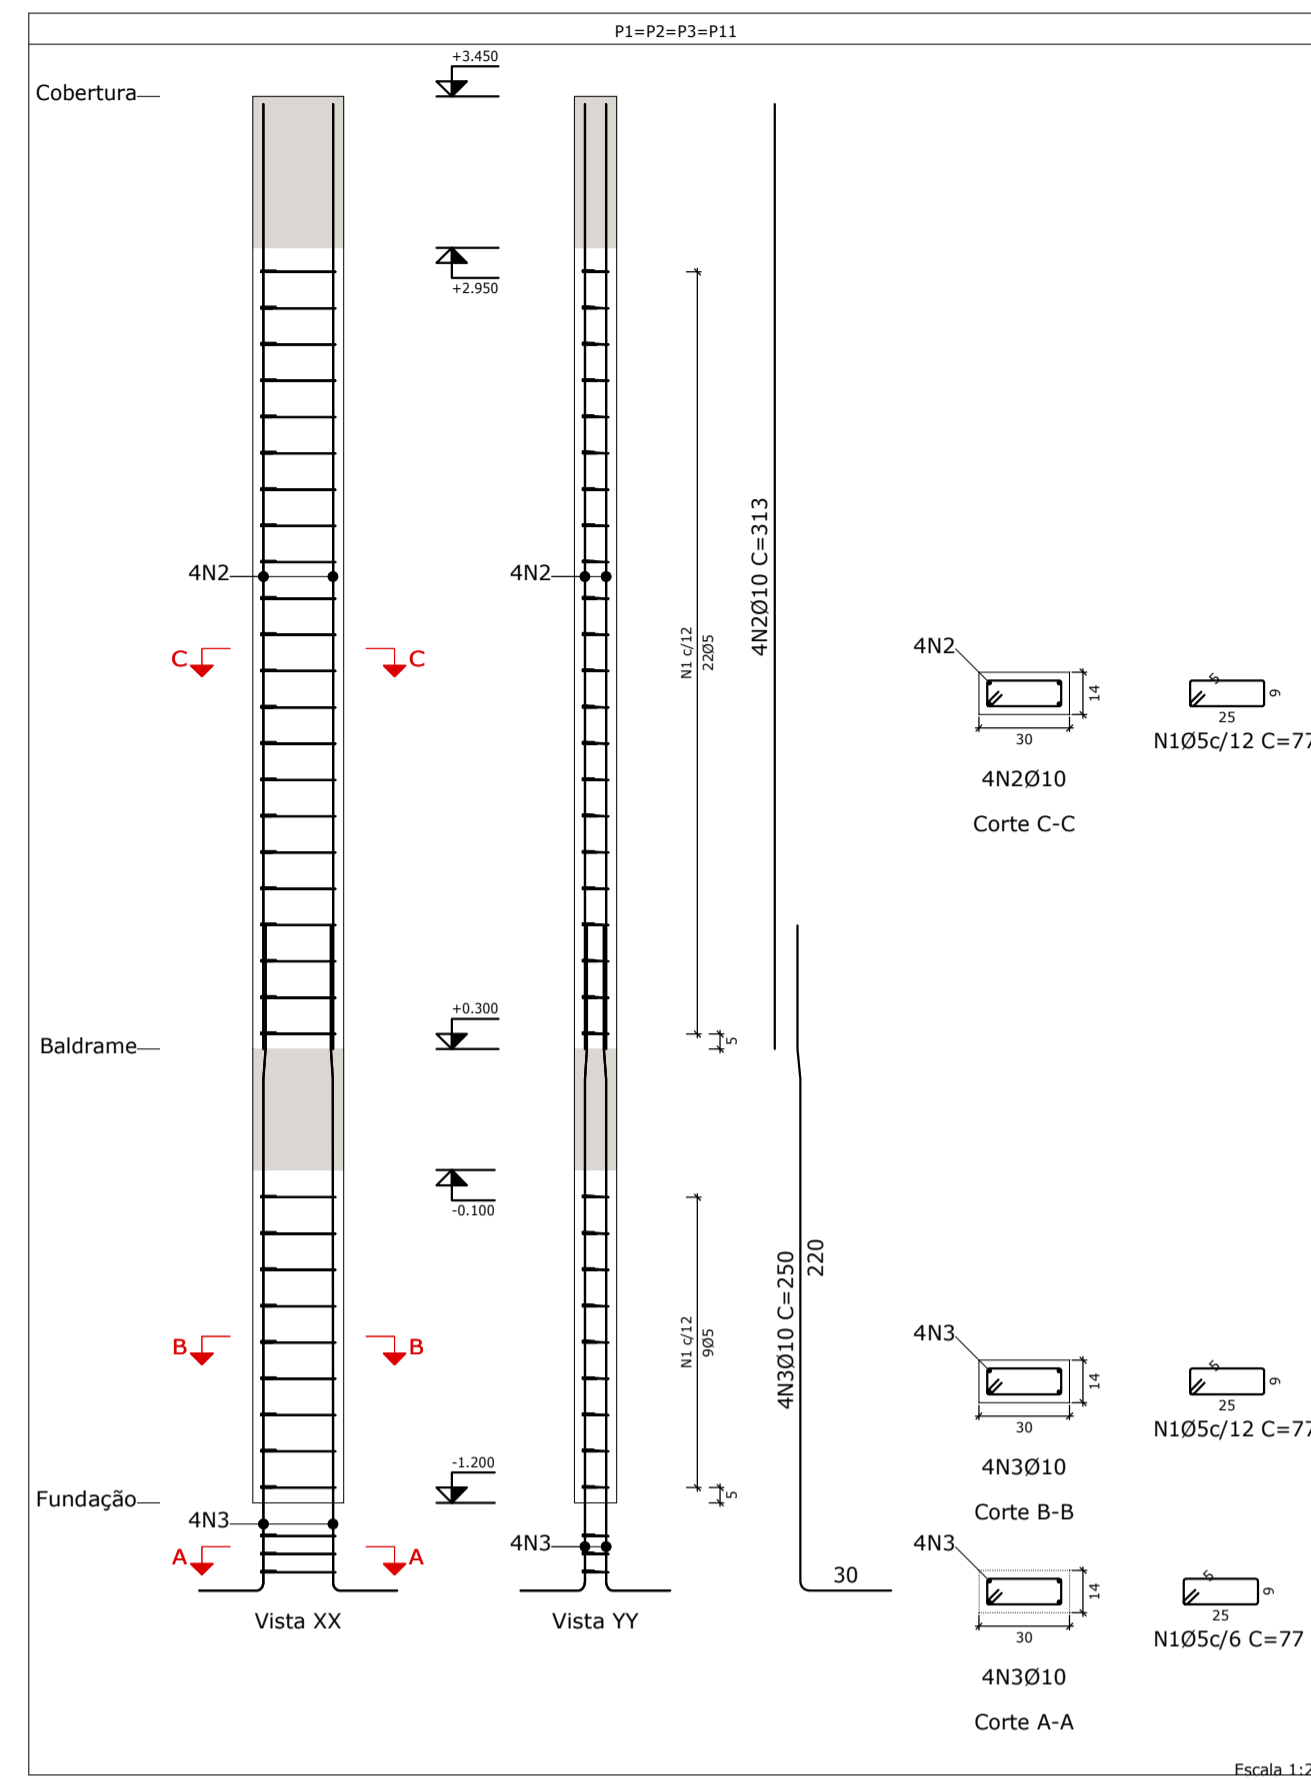 P1=P2=P3=P11
+3.450
Cobertura
+2.950
4N2
4N2
C
C
N1 c/12
22Ø5
4N2Ø10 C=313
4N2
14
30
4N2Ø10
Corte C-C
5
9
25
N1Ø5c/12 C=77
+0.300
Baldrame
5
-0.100
B
B
N1 c/12
9Ø5
4N3Ø10 C=250
220
4N3
14
30
4N3Ø10
Corte B-B
5
9
25
N1Ø5c/12 C=77
-1.200
Fundação
5
4N3
4N3
A
A
30
Vista XX
Vista YY
4N3
14
30
4N3Ø10
Corte A-A
5
9
25
N1Ø5c/6 C=77
Escala 1:2